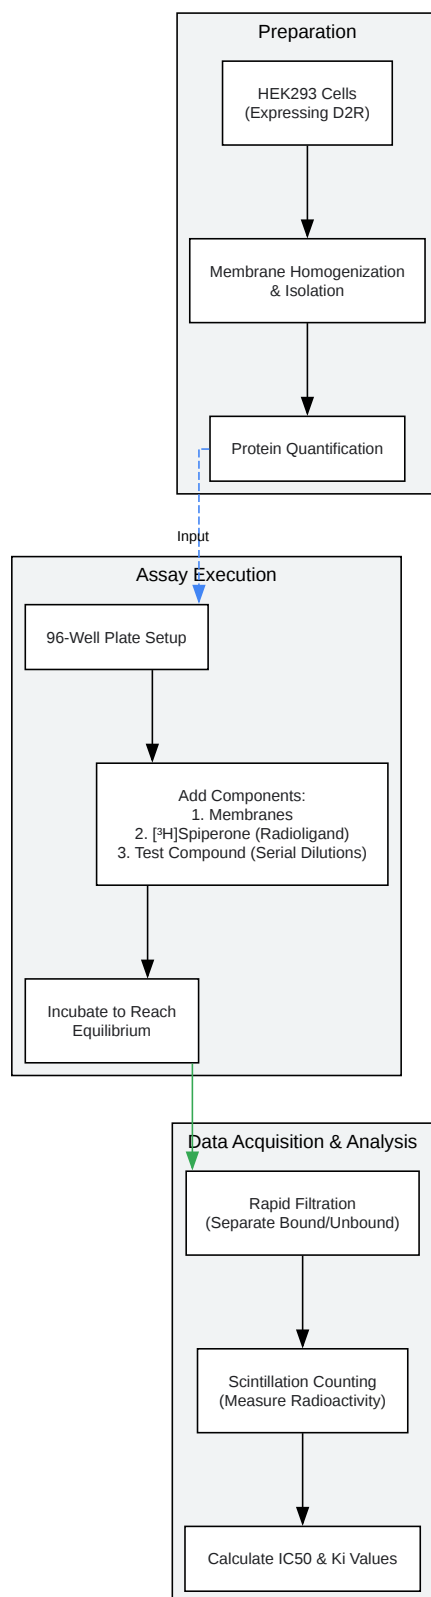 Preparation
HEK293 Cells
(Expressing D2R)
Membrane Homogenization
& Isolation
Protein Quantification
Input
Assay Execution
96-Well Plate Setup
Add Components:
1. Membranes
2. [³H]Spiperone (Radioligand)
3. Test Compound (Serial Dilutions)
Incubate to Reach
Equilibrium
Data Acquisition & Analysis
Rapid Filtration
(Separate Bound/Unbound)
Scintillation Counting
(Measure Radioactivity)
Calculate IC50 & Ki Values